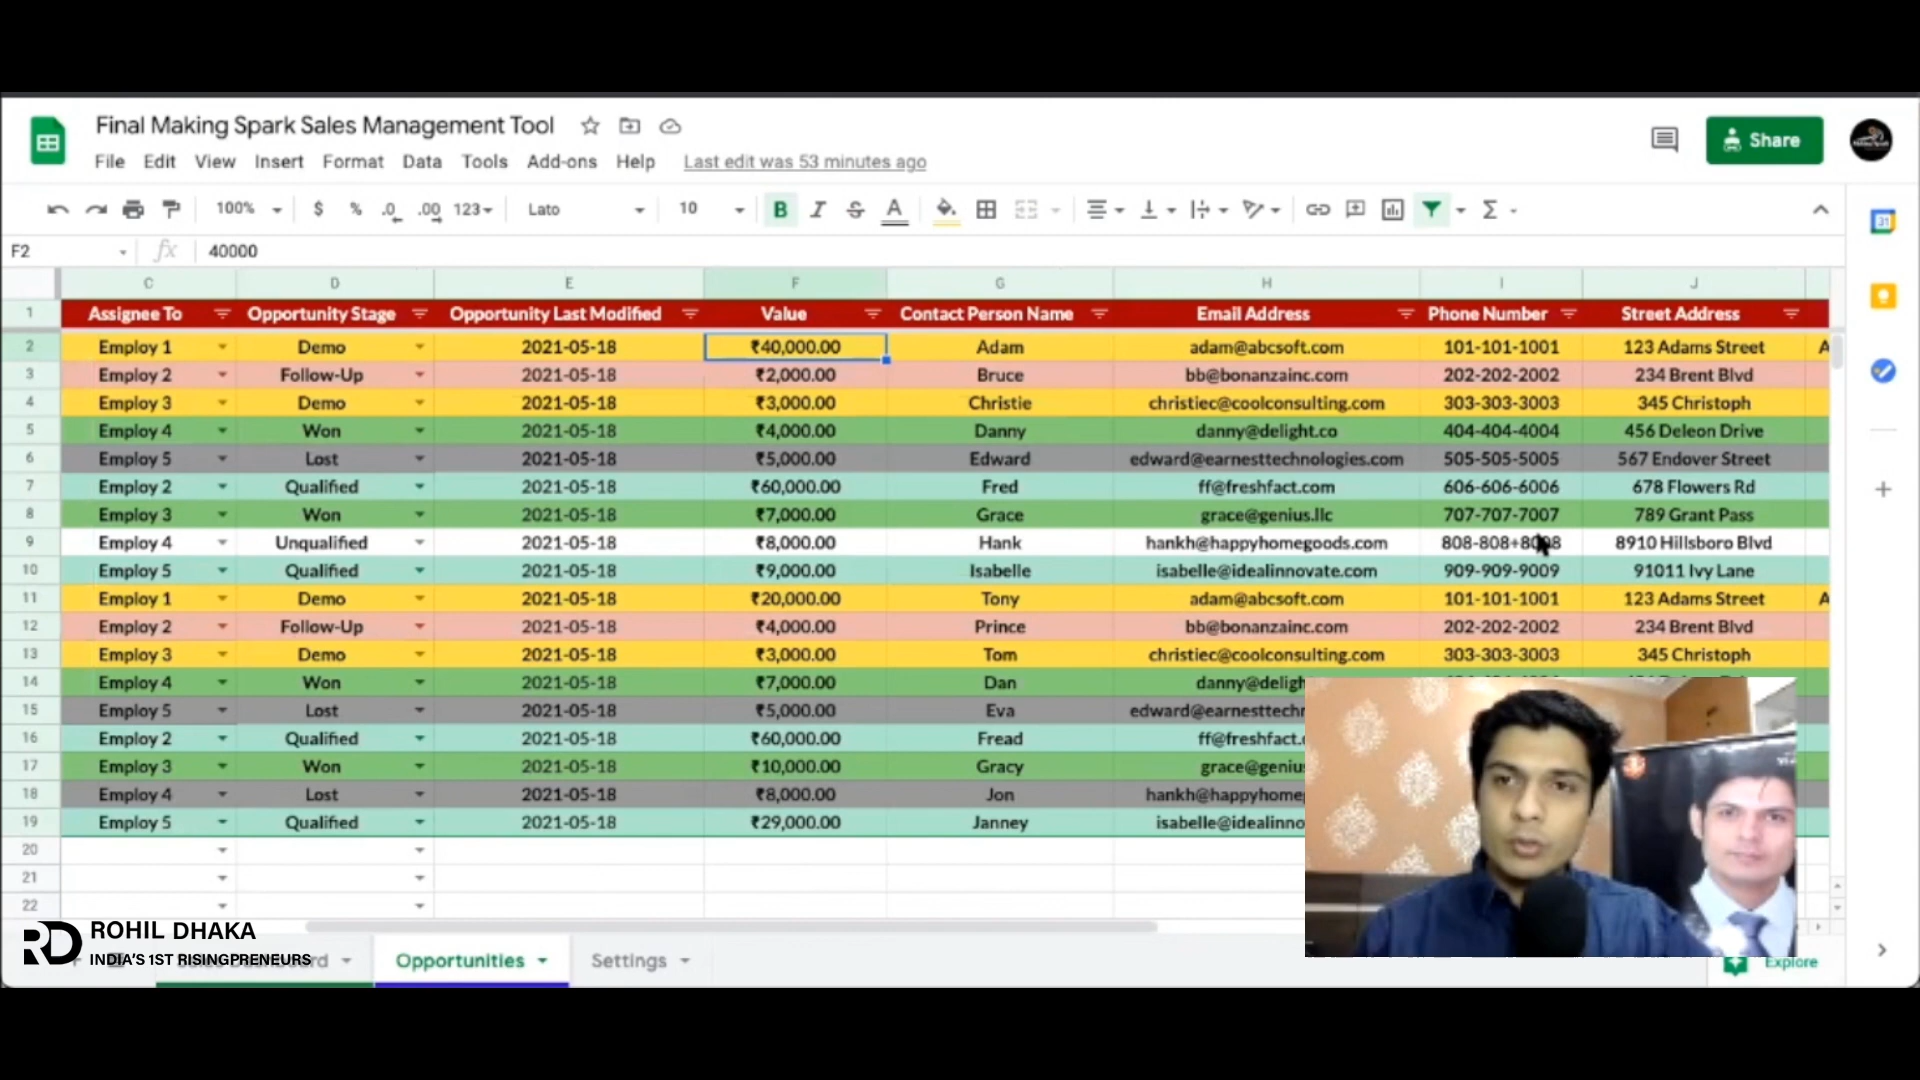 Final Making Spark Sales Management Tool
File Edit View Insert Format Data Tools Add-ons Help Last edit was 53 minutes ago
Share
100% $ % .0 .00 123 Lato 10 B I S A Σ
31
F2 fx 40000
C D E F G H I J
1 Assignee To Opportunity Stage Opportunity Last Modified Value Contact Person Name Email Address Phone Number Street Address
2 Employ 1 Demo 2021-05-18 ₹40,000.00 Adam adam@abcsoft.com 101-101-1001 123 Adams Street A
3 Employ 2 Follow-Up 2021-05-18 ₹2,000.00 Bruce bb@bonanzainc.com 202-202-2002 234 Brent Blvd
4 Employ 3 Demo 2021-05-18 ₹3,000.00 Christie christiec@coolconsulting.com 303-303-3003 345 Christoph
5 Employ 4 Won 2021-05-18 ₹4,000.00 Danny danny@delight.co 404-404-4004 456 Deleon Drive
6 Employ 5 Lost 2021-05-18 ₹5,000.00 Edward edward@earnesttechnologies.com 505-505-5005 567 Endover Street
7 Employ 2 Qualified 2021-05-18 ₹60,000.00 Fred ff@freshfact.com 606-606-6006 678 Flowers Rd
8 Employ 3 Won 2021-05-18 ₹7,000.00 Grace grace@genius.llc 707-707-7007 789 Grant Pass
9 Employ 4 Unqualified 2021-05-18 ₹8,000.00 Hank hankh@happyhomegoods.com 8910 Hillsboro Blvd
10 Employ 5 Qualified 2021-05-18 ₹9,000.00 Isabelle isabelle@idealinnovate.com 909-909-9009 91011 Ivy Lane
11 Employ 1 Demo 2021-05-18 ₹20,000.00 Tony adam@abcsoft.com 101-101-1001 123 Adams Street A
12 Employ 2 Follow-Up 2021-05-18 ₹4,000.00 Prince bb@bonanzainc.com 202-202-2002 234 Brent Blvd
13 Employ 3 Demo 2021-05-18 ₹3,000.00 Tom christiec@coolconsulting.com 303-303-3003 345 Christoph
14 Employ 4 Won 2021-05-18 ₹7,000.00 Dan danny@deligh
15 Employ 5 Lost 2021-05-18 ₹5,000.00 Eva edward@earnesttechn
16 Employ 2 Qualified 2021-05-18 ₹60,000.00 Fread ff@freshfact.
17 Employ 3 Won 2021-05-18 ₹10,000.00 Gracy grace@genius
18 Employ 4 Lost 2021-05-18 ₹8,000.00 Jon hankh@happyhome
19 Employ 5 Qualified 2021-05-18 ₹29,000.00 Janney isabelle@idealinno
20
21
22
RD ROHIL DHAKA
INDIA'S 1ST RISINGPRENEURS
Opportunities Settings Explore